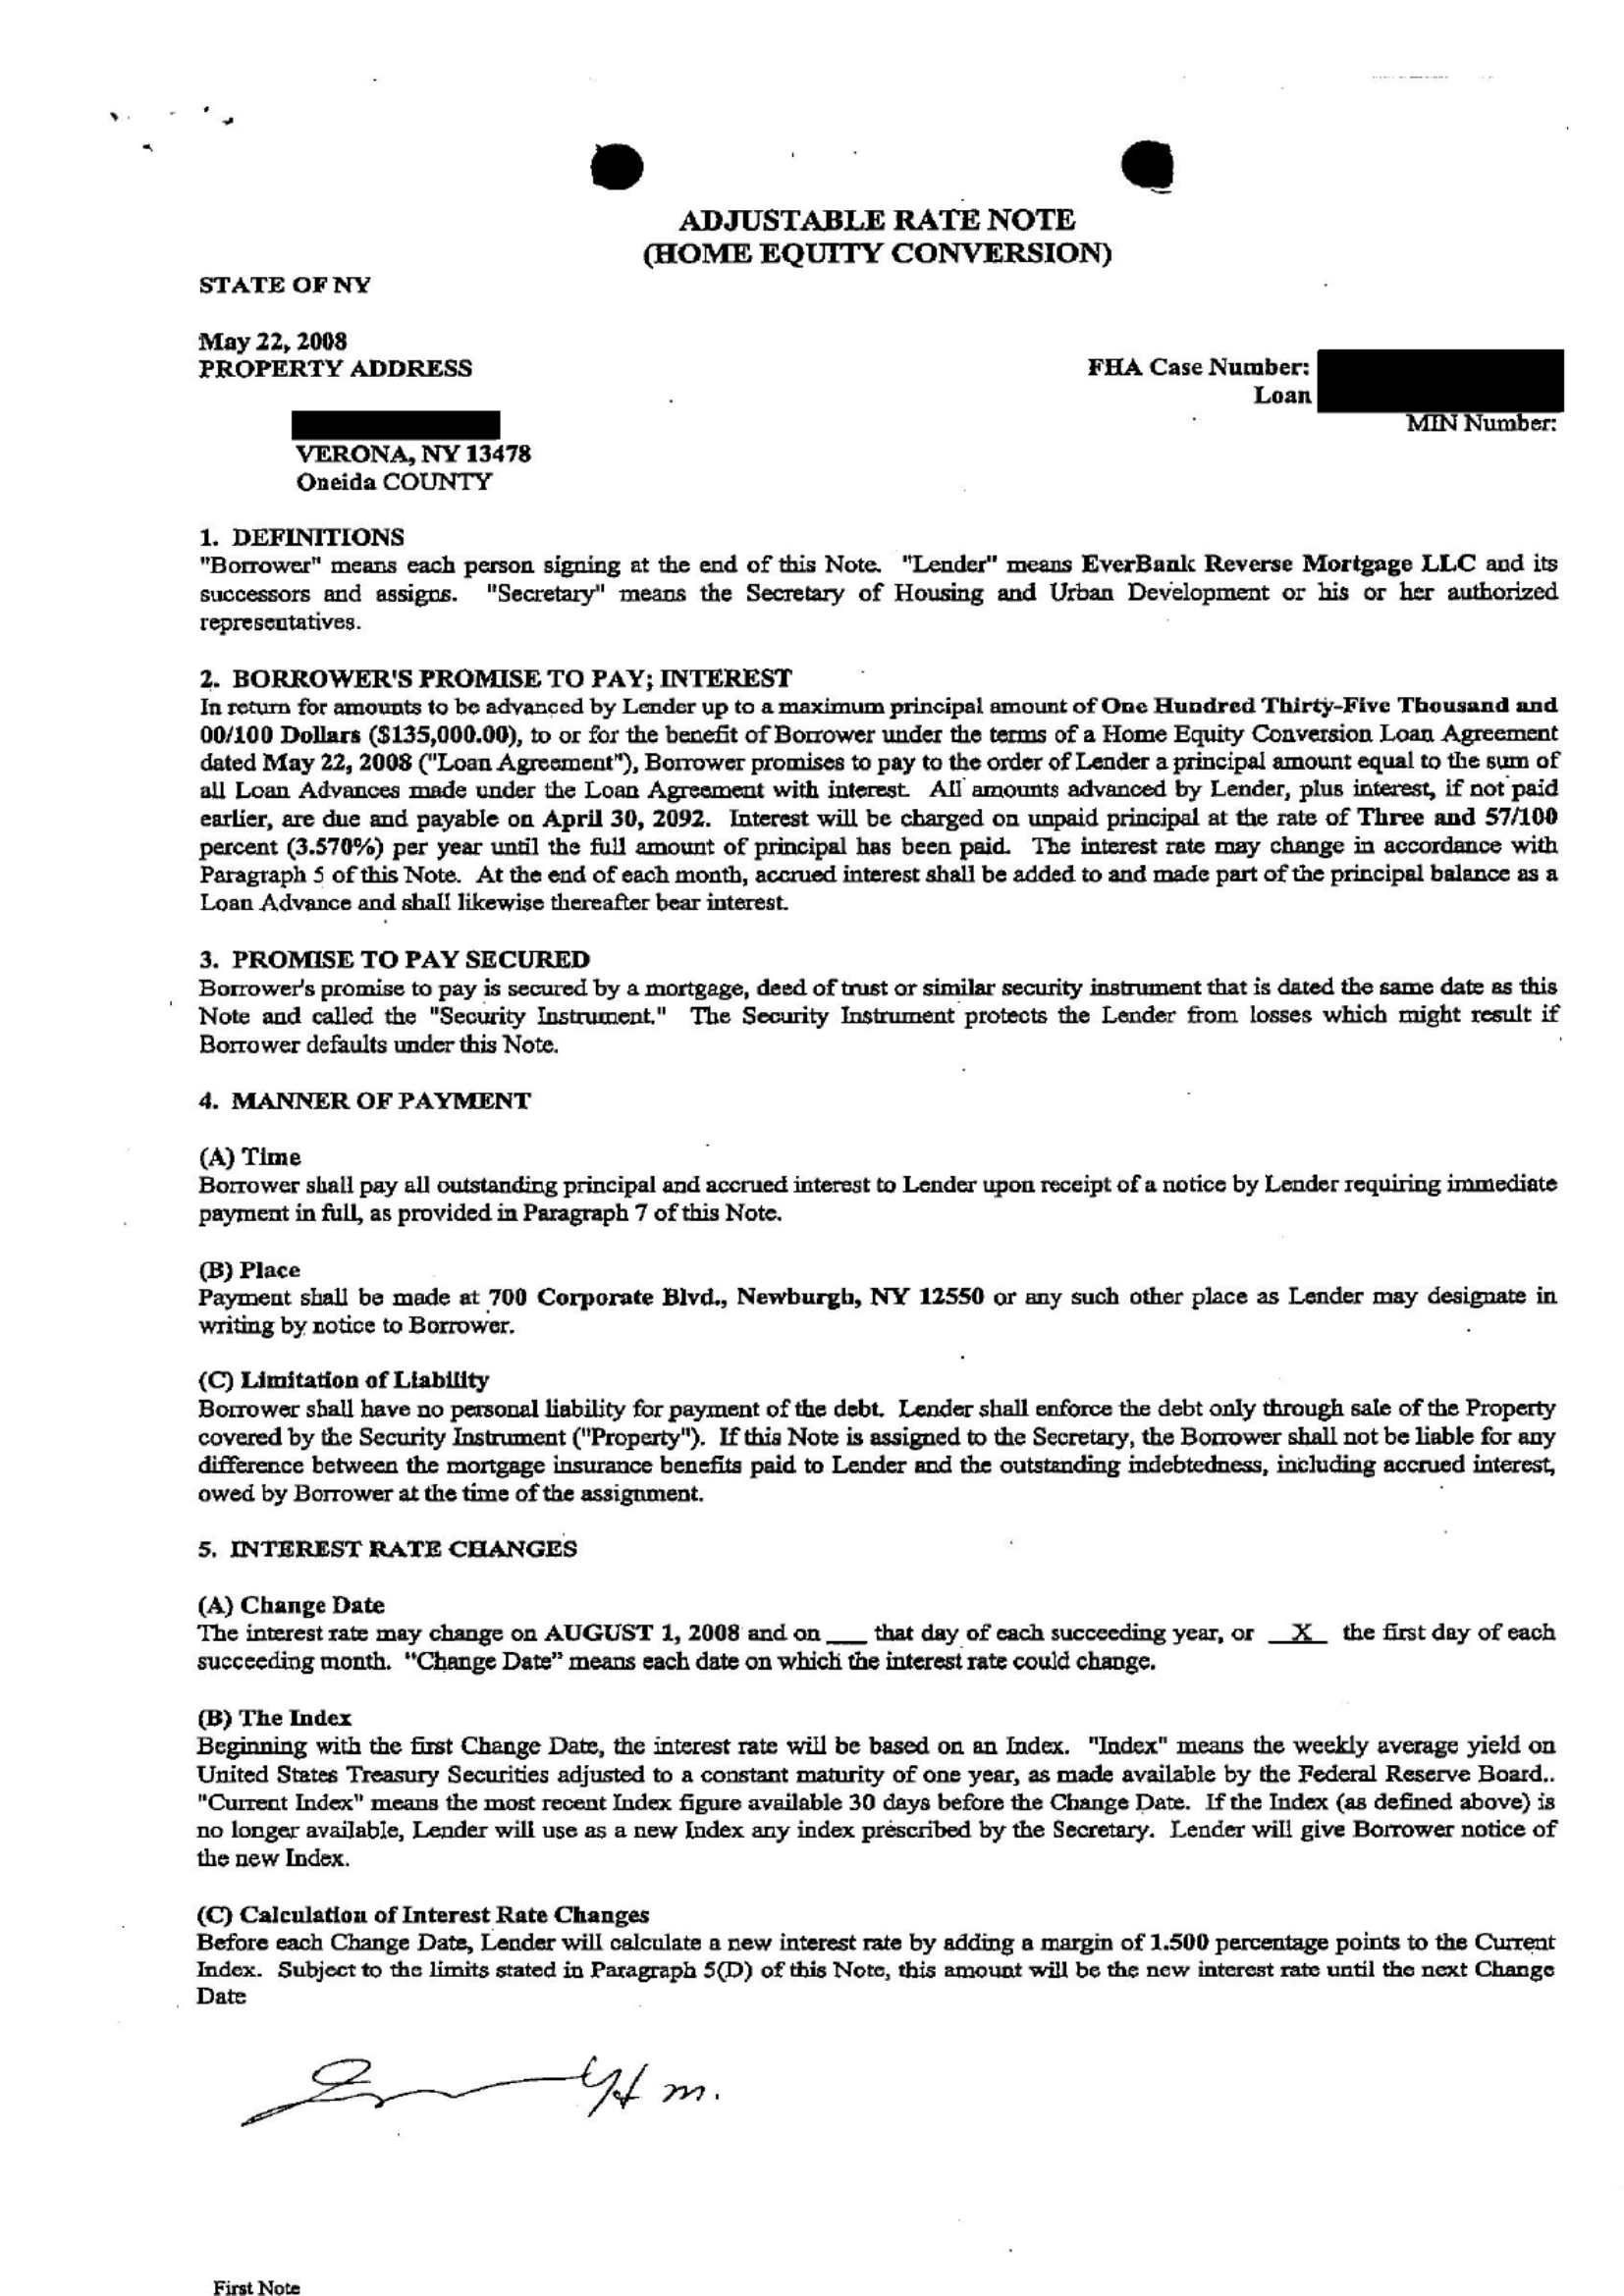 ADJUSTABLE RATE NOTE
(HOME EQUITY CONVERSION)
STATE OF NY
May 22, 2008
PROPERTY ADDRESS
FHA Case Number:
Loan
MIN Number:
VERONA, NY 13478
Oneida COUNTY
1. DEFINITIONS
"Borrower" means each person signing at the end of this Note. "Lender" means EverBank Reverse Mortgage LLC and its
successors and assigns. "Secretary" means the Secretary of Housing and Urban Development or his or her authorized
representatives.
2. BORROWER'S PROMISE TO PAY; INTEREST
In return for amounts to be advanced by Lender up to a maximum principal amount of One Hundred Thirty-Five Thousand and
00/100 Dollars ($135,000.00), to or for the benefit of Borrower under the terms of a Home Equity Conversion Loan Agreement
dated May 22, 2008 ("Loan Agreement"), Borrower promises to pay to the order of Lender a principal amount equal to the sum of
all Loan Advances made under the Loan Agreement with interest. All amounts advanced by Lender, plus interest, if not paid
earlier, are due and payable on April 30, 2092. Interest will be charged on unpaid principal at the rate of Three and 57/100
percent (3.570%) per year until the full amount of principal has been paid. The interest rate may change in accordance with
Paragraph 5 of this Note. At the end of each month, accrued interest shall be added to and made part of the principal balance as a
Loan Advance and shall likewise thereafter bear interest.
3. PROMISE TO PAY SECURED
Borrower's promise to pay is secured by a mortgage, deed of trust or similar security instrument that is dated the same date as this
Note and called the "Security Instrument." The Security Instrument protects the Lender from losses which might result if
Borrower defaults under this Note.
4. MANNER OF PAYMENT
(A) Time
Borrower shall pay all outstanding principal and accrued interest to Lender upon receipt of a notice by Lender requiring immediate
payment in full, as provided in Paragraph 7 of this Note.
(B) Place
Payment shall be made at 700 Corporate Blvd., Newburgh, NY 12550 or any such other place as Lender may designate in
writing by notice to Borrower.
(C) Limitation of Liability
Borrower shall have no personal liability for payment of the debt. Lender shall enforce the debt only through sale of the Property
covered by the Security Instrument ("Property"). If this Note is assigned to the Secretary, the Borrower shall not be liable for any
difference between the mortgage insurance benefits paid to Lender and the outstanding indebtedness, including accrued interest,
owed by Borrower at the time of the assignment.
5. INTEREST RATE CHANGES
(A) Change Date
The interest rate may change on AUGUST 1, 2008 and on ___ that day of each succeeding year, or _X_ the first day of each
succeeding month. "Change Date" means each date on which the interest rate could change.
(B) The Index
Beginning with the first Change Date, the interest rate will be based on an Index. "Index" means the weekly average yield on
United States Treasury Securities adjusted to a constant maturity of one year, as made available by the Federal Reserve Board..
"Current Index" means the most recent Index figure available 30 days before the Change Date. If the Index (as defined above) is
no longer available, Lender will use as a new Index any index prescribed by the Secretary. Lender will give Borrower notice of
the new Index.
(C) Calculation of Interest Rate Changes
Before each Change Date, Lender will calculate a new interest rate by adding a margin of 1.500 percentage points to the Current
Index. Subject to the limits stated in Paragraph 5(D) of this Note, this amount will be the new interest rate until the next Change
Date
First Note